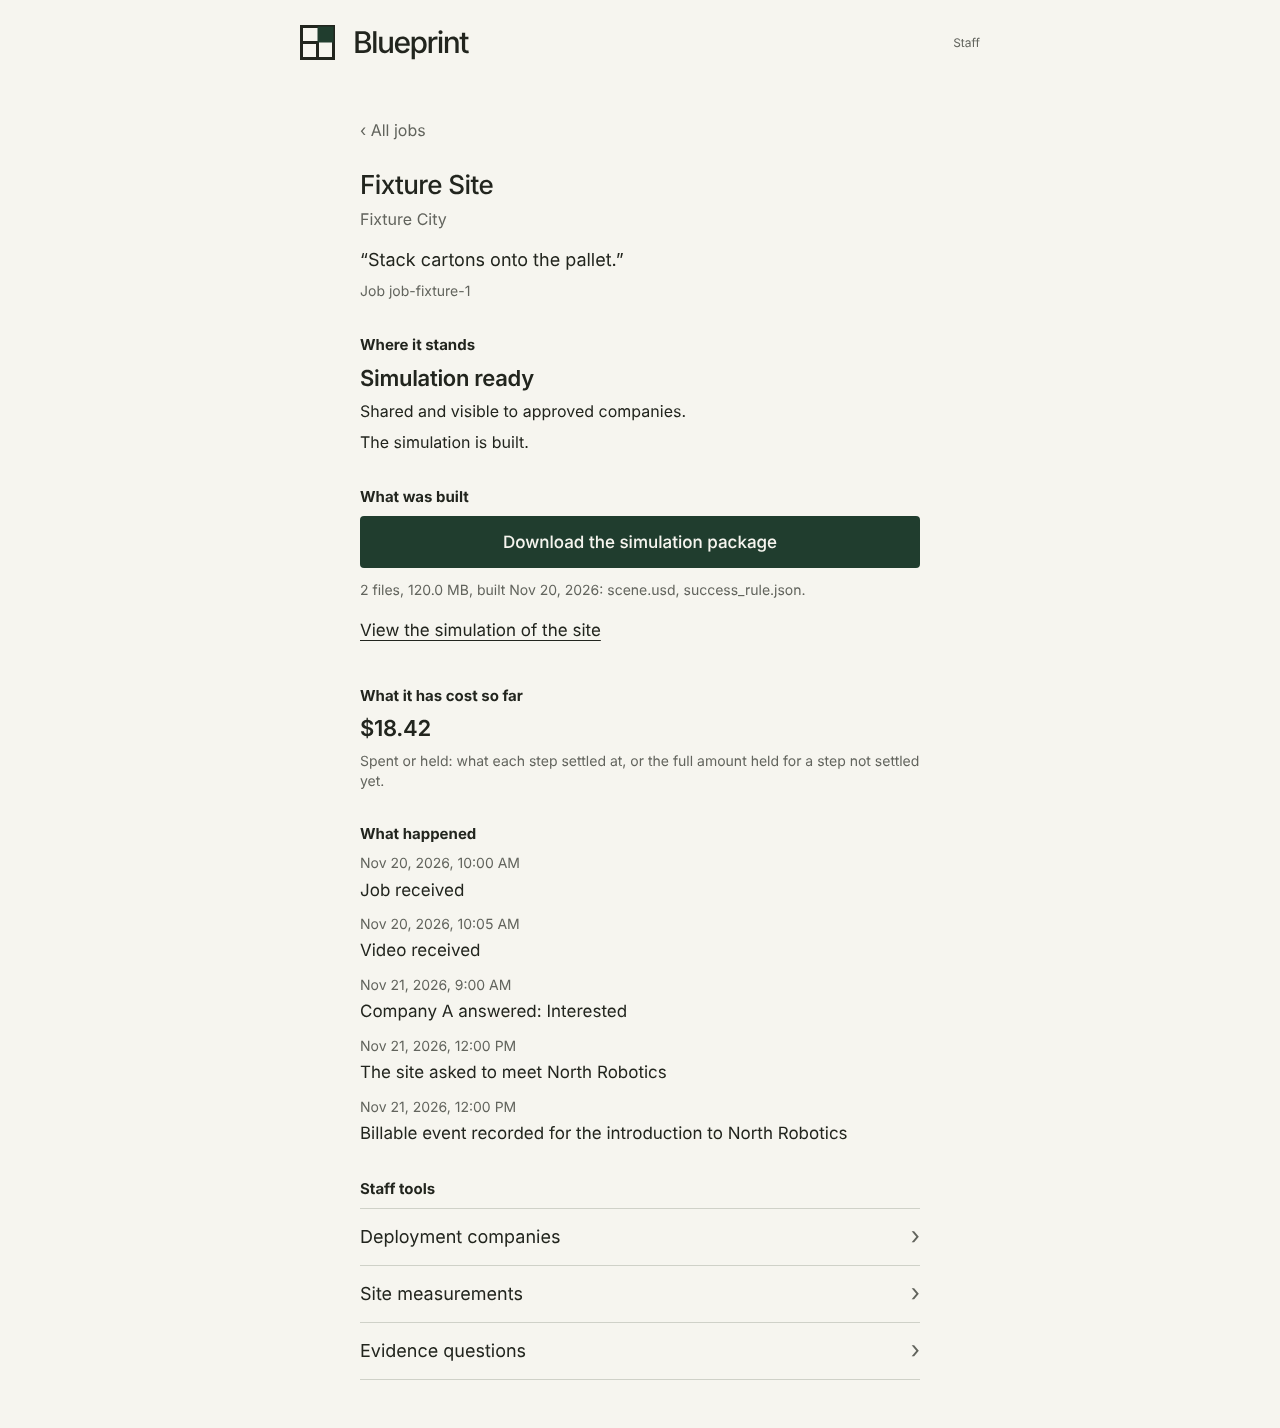 Blueprint
Staff
‹ All jobs
Fixture Site
Fixture City
“Stack cartons onto the pallet.”
Job job-fixture-1
Where it stands
Simulation ready
Shared and visible to approved companies.
The simulation is built.
What was built
Download the simulation package
2 files, 120.0 MB, built Nov 20, 2026: scene.usd, success_rule.json.
View the simulation of the site
What it has cost so far
$18.42
Spent or held: what each step settled at, or the full amount held for a step not settled
yet.
What happened
Nov 20, 2026, 10:00 AM
Job received
Nov 20, 2026, 10:05 AM
Video received
Nov 21, 2026, 9:00 AM
Company A answered: Interested
Nov 21, 2026, 12:00 PM
The site asked to meet North Robotics
Nov 21, 2026, 12:00 PM
Billable event recorded for the introduction to North Robotics
Staff tools
Deployment companies ›
Site measurements ›
Evidence questions ›